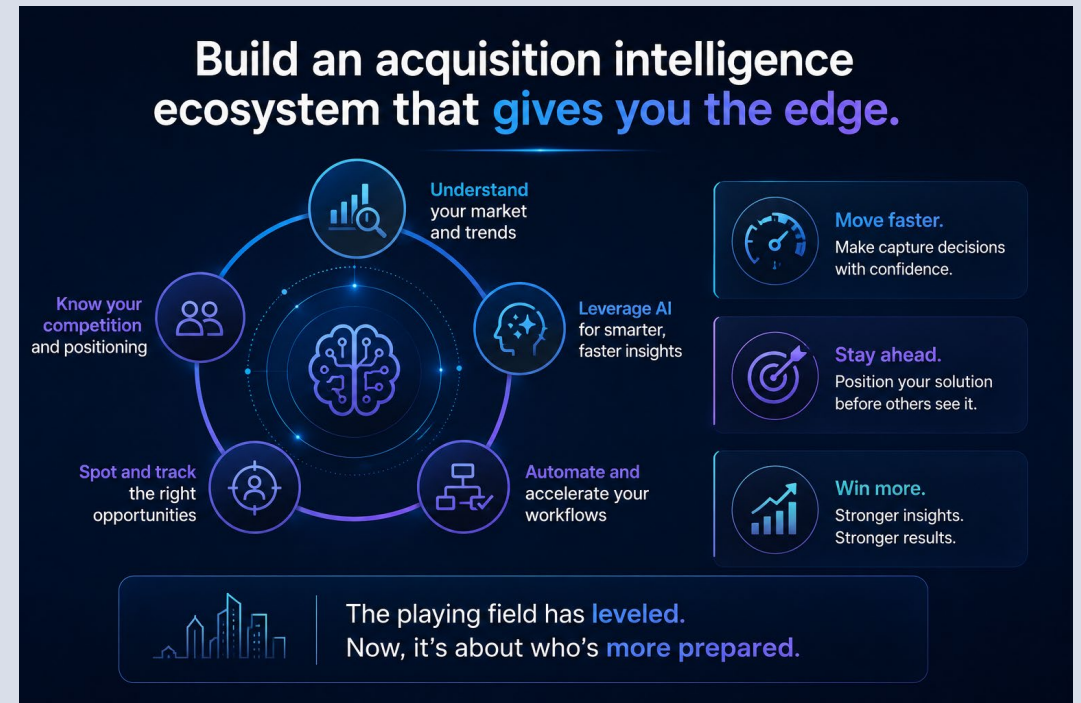 Build an acquisition intelligence
ecosystem that gives you the edge.
Understand
your market
and trends
Leverage AI
for smarter,
faster insights
Automate and
accelerate your
workflows
Spot and track
the right
opportunities
Know your
competition
and positioning
Move faster.
Make capture decisions
with confidence.
Stay ahead.
Position your solution
before others see it.
Win more.
Stronger insights.
Stronger results.
The playing field has leveled.
Now, it's about who's more prepared.